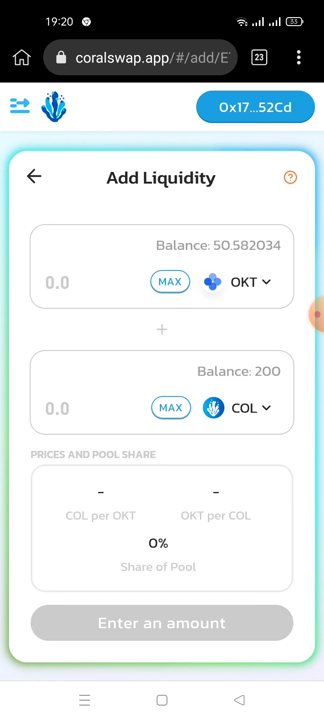 19:20
53
coralswap.app/#/add/E
23
0x17...52Cd
Add Liquidity
?
Balance: 50.582034
0.0 MAX OKT
+
Balance: 200
0.0 MAX COL
PRICES AND POOL SHARE
- -
COL per OKT OKT per COL
0%
Share of Pool
Enter an amount